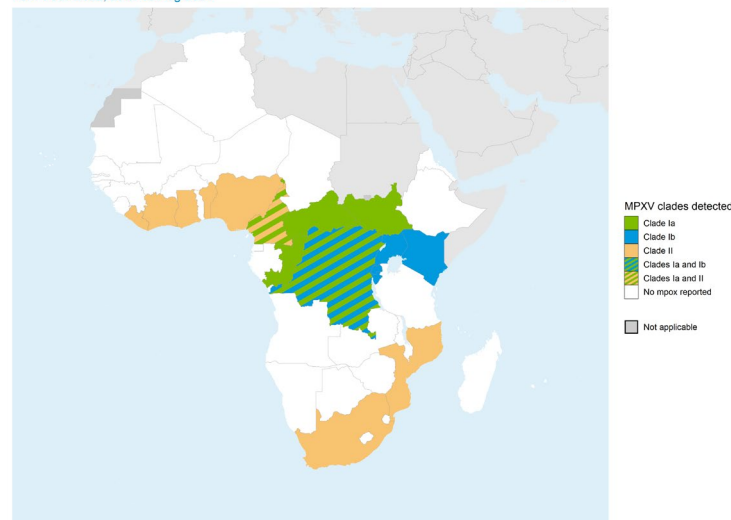 MPXV clades detected
Clade Ia
Clade Ib
Clade II
Clades Ia and Ib
Clades Ia and II
No mpox reported
Not applicable